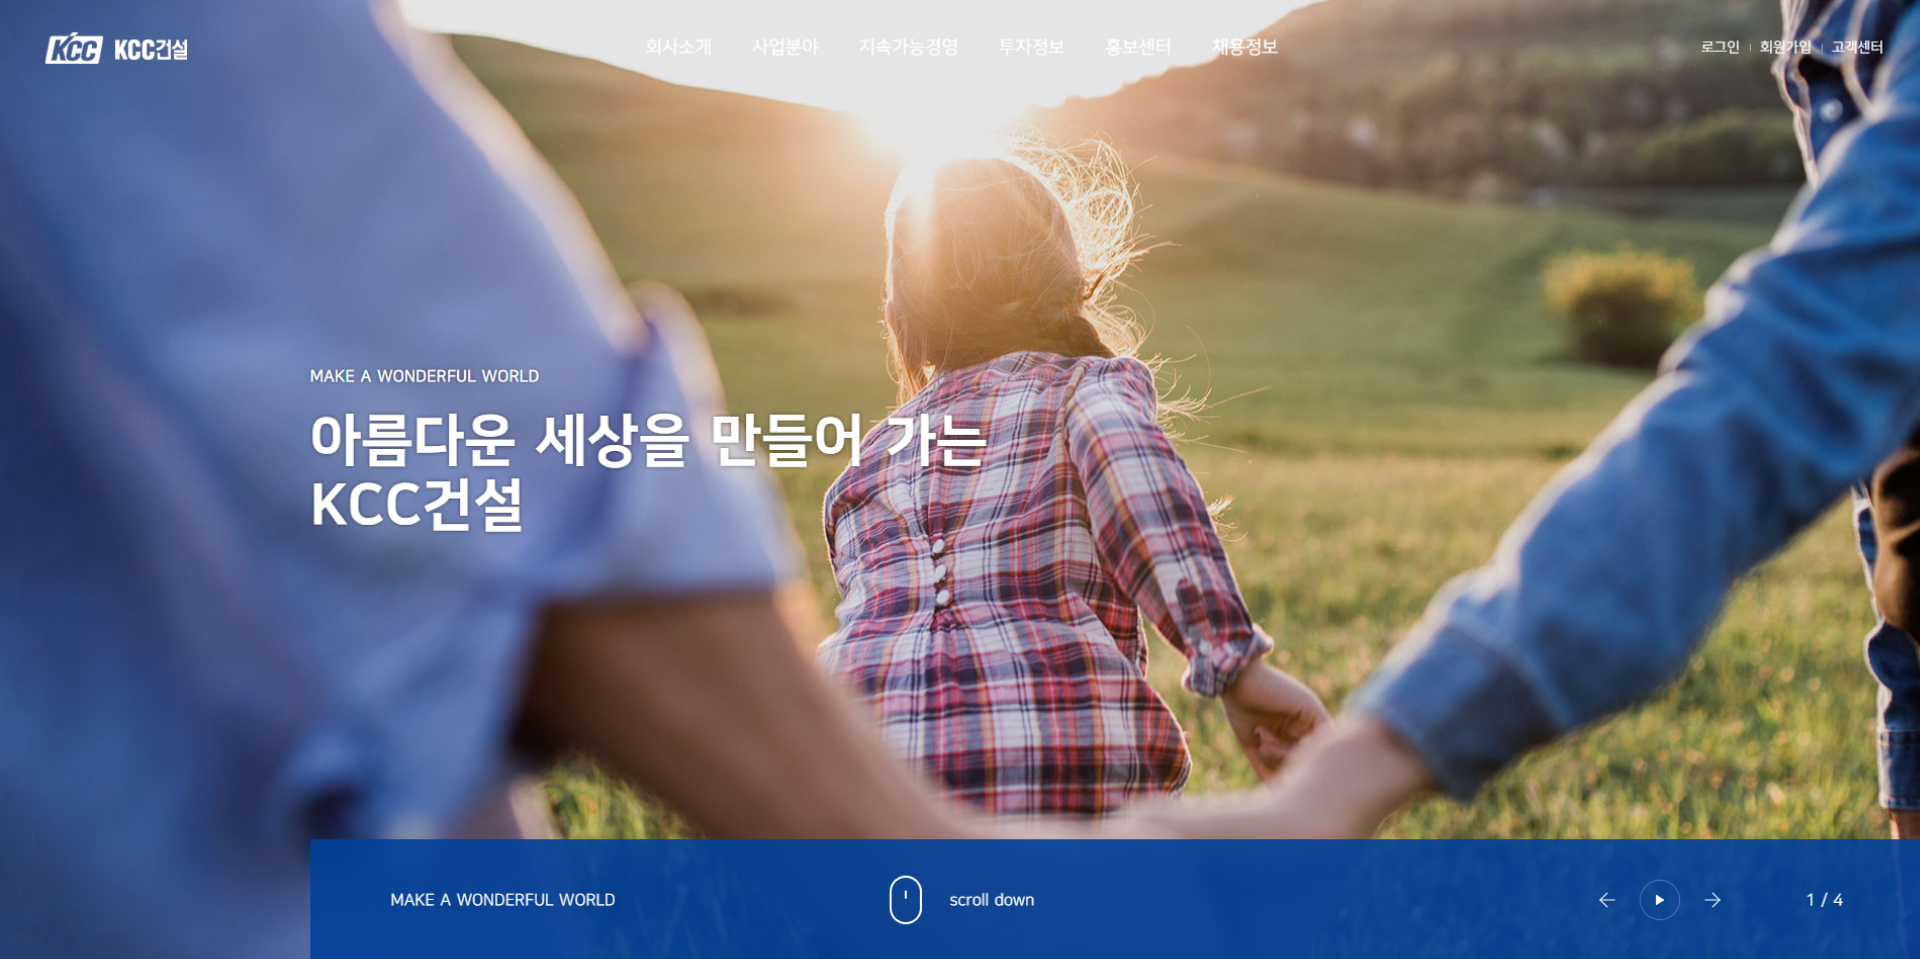 KCC KCC건설
회사소개 사업분야 지속가능경영 투자정보 홍보센터 채용정보
로그인 회원가입 고객센터
MAKE A WONDERFUL WORLD
아름다운 세상을 만들어 가는
KCC건설
MAKE A WONDERFUL WORLD
scroll down
1 / 4